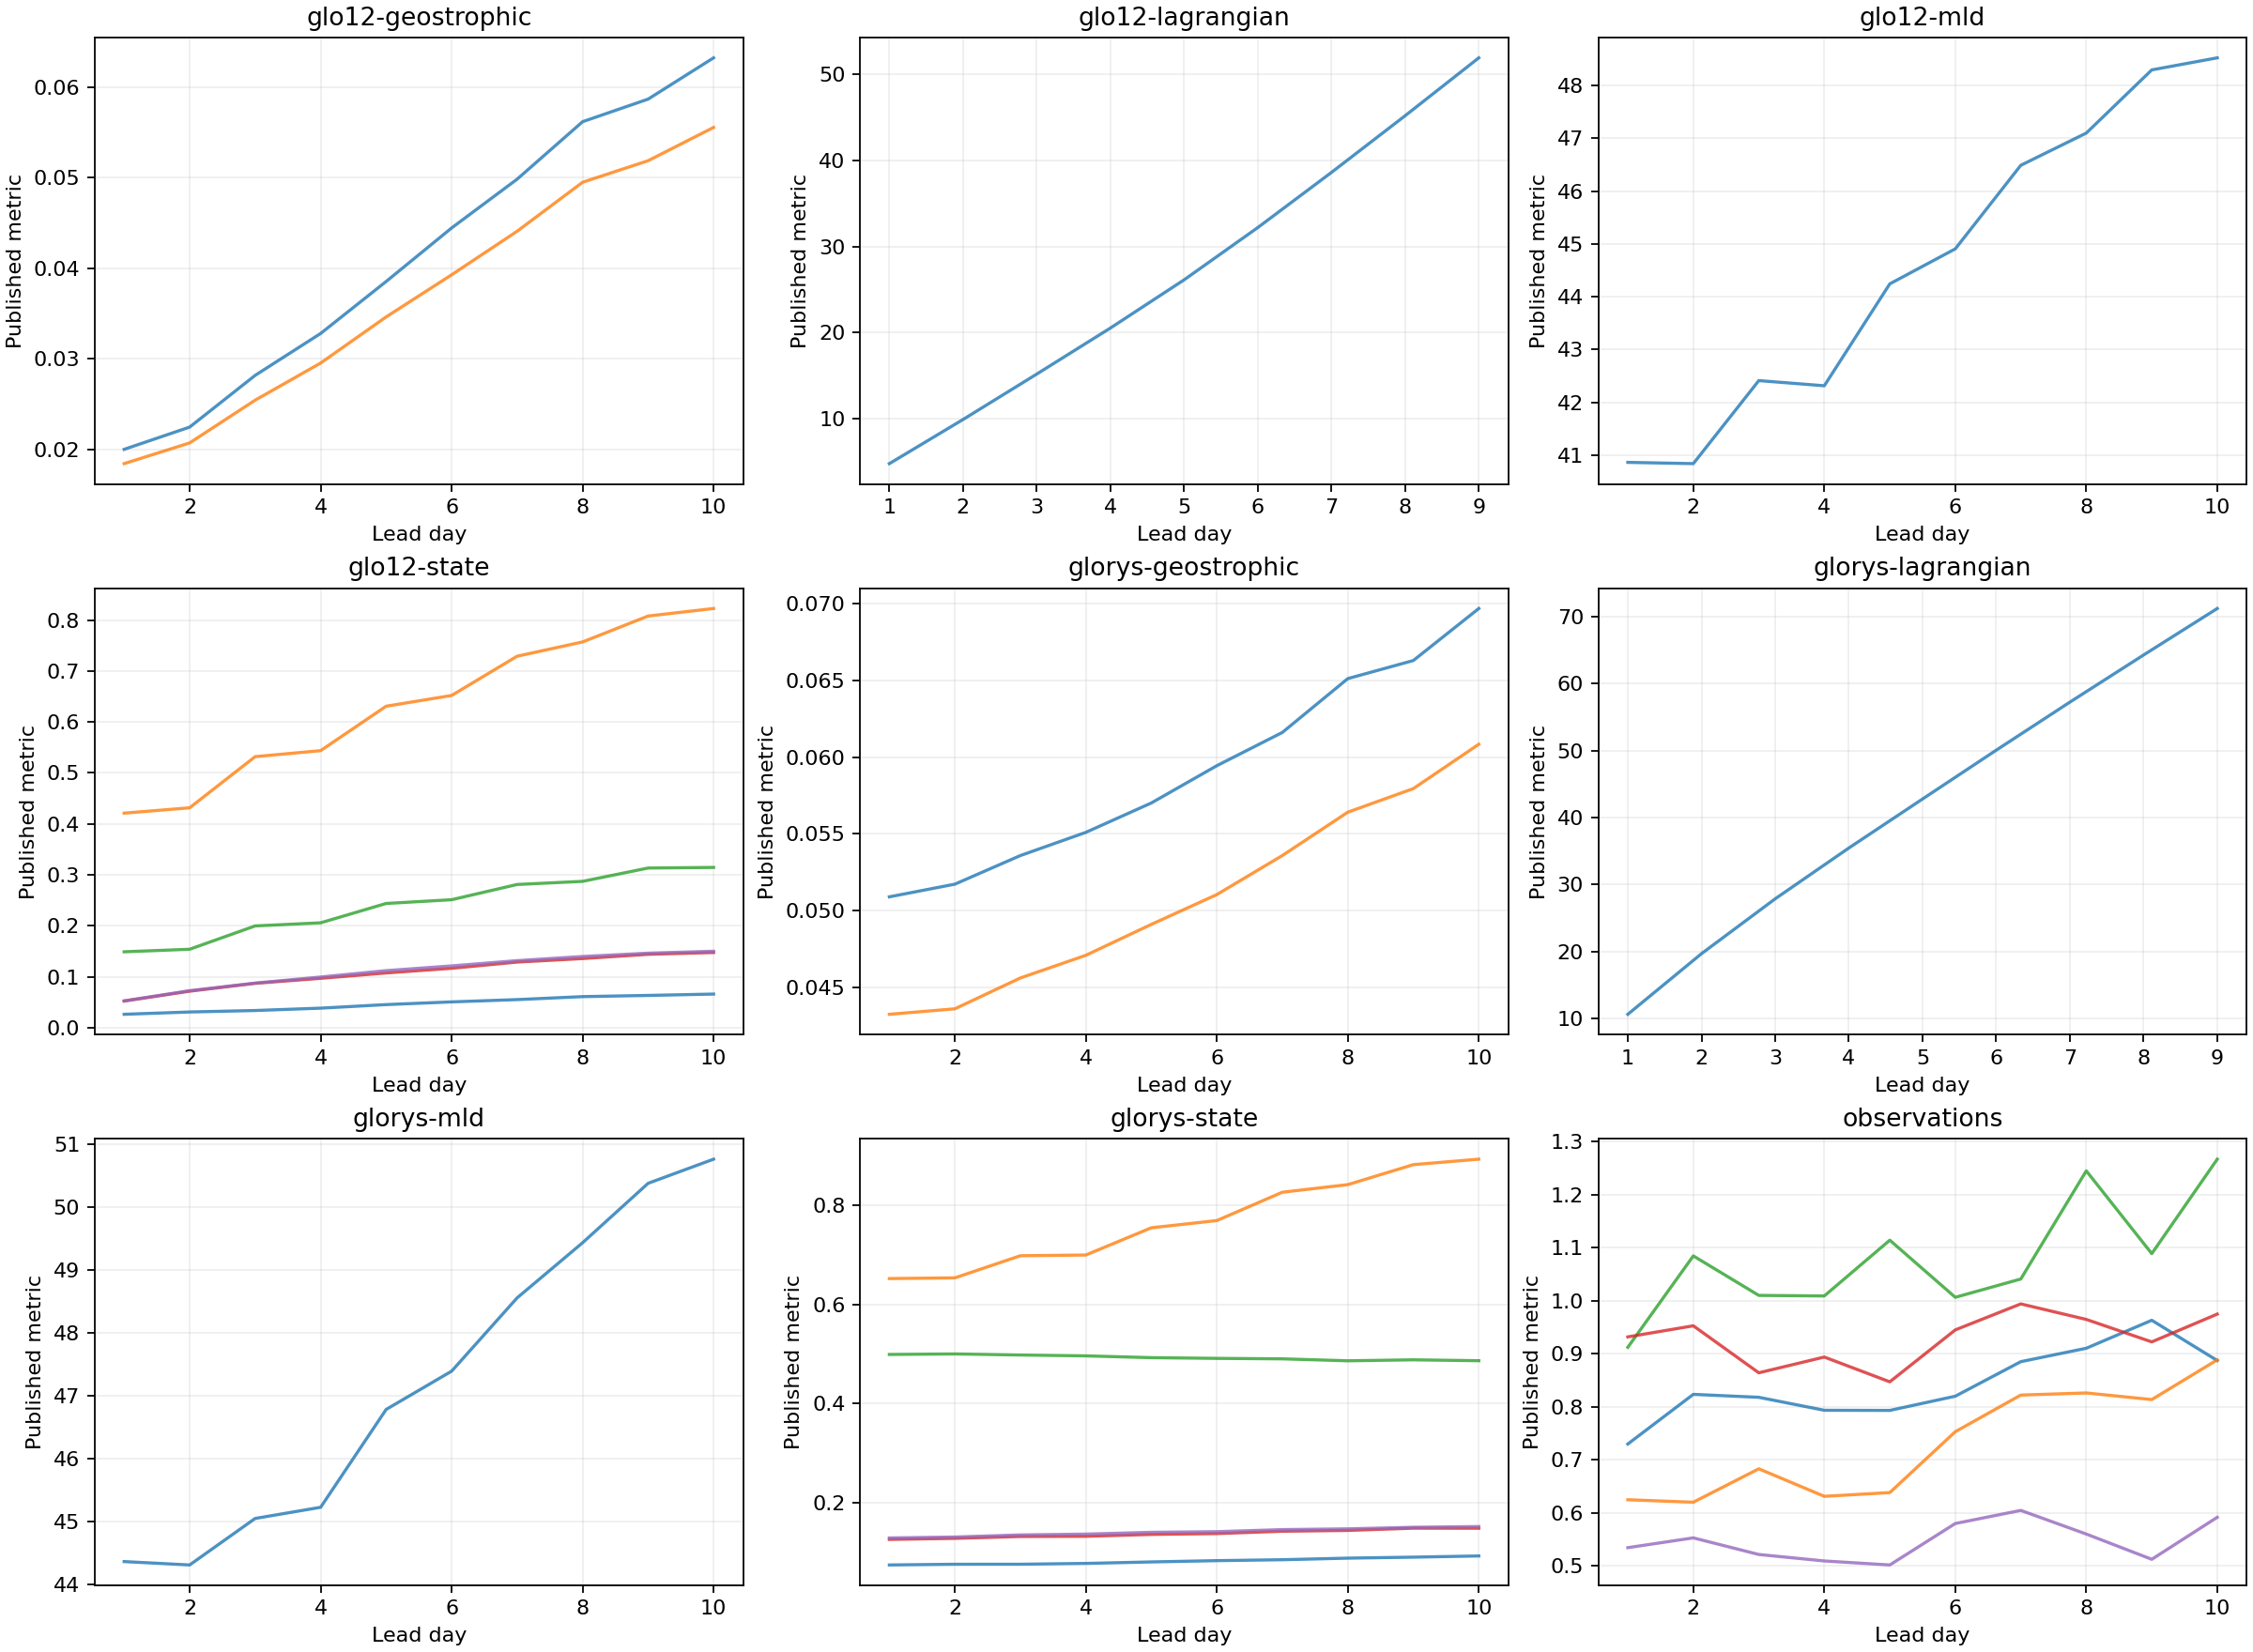 glo12-geostrophic
Published metric
0.06
0.05
0.04
0.03
0.02
2 4 6 8 10
Lead day
glo12-lagrangian
Published metric
50
40
30
20
10
1 2 3 4 5 6 7 8 9
Lead day
glo12-mld
Published metric
48
47
46
45
44
43
42
41
2 4 6 8 10
Lead day
glo12-state
Published metric
0.8
0.7
0.6
0.5
0.4
0.3
0.2
0.1
0.0
2 4 6 8 10
Lead day
glorys-geostrophic
Published metric
0.070
0.065
0.060
0.055
0.050
0.045
2 4 6 8 10
Lead day
glorys-lagrangian
Published metric
70
60
50
40
30
20
10
1 2 3 4 5 6 7 8 9
Lead day
glorys-mld
Published metric
51
50
49
48
47
46
45
44
2 4 6 8 10
Lead day
glorys-state
Published metric
0.8
0.6
0.4
0.2
2 4 6 8 10
Lead day
observations
Published metric
1.3
1.2
1.1
1.0
0.9
0.8
0.7
0.6
0.5
2 4 6 8 10
Lead day